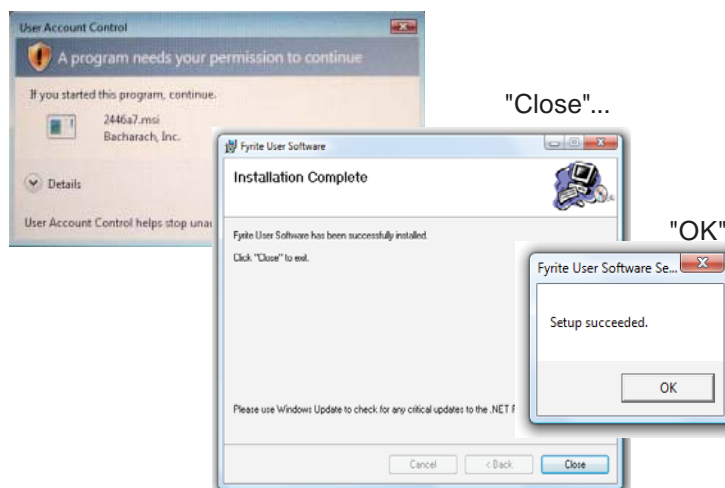 User Account Control
A program needs your permission to continue
If you started this program, continue.
2446a7.msi
Bacharach, Inc.
Details
User Account Control helps stop unau
"Close"...
Fyrite User Software
Installation Complete
Fyrite User Software has been successfully installed.
Click "Close" to exit.
Please use Windows Update to check for any critical updates to the .NET F
Cancel
< Back
Close
"OK"
Fyrite User Software Se...
Setup succeeded.
OK